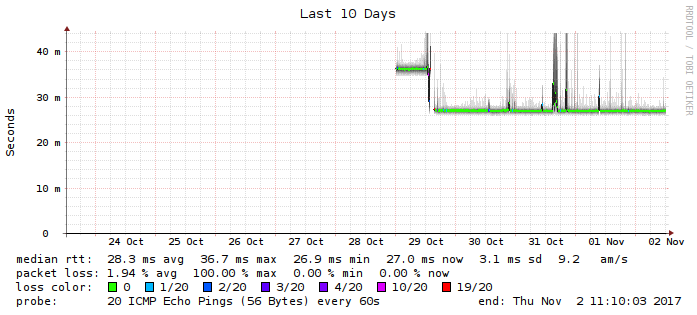 Last 10 Days
RRDTOOL / TOBI OETIKER
Seconds
40 m
30 m
20 m
10 m
0
24 Oct 25 Oct 26 Oct 27 Oct 28 Oct 29 Oct 30 Oct 31 Oct 01 Nov 02 Nov
median rtt: 28.3 ms avg 36.7 ms max 26.9 ms min 27.0 ms now 3.1 ms sd 9.2 am/s
packet loss: 1.94 % avg 100.00 % max 0.00 % min 0.00 % now
loss color: 0 1/20 2/20 3/20 4/20 10/20 19/20
probe: 20 ICMP Echo Pings (56 Bytes) every 60s end: Thu Nov 2 11:10:03 2017